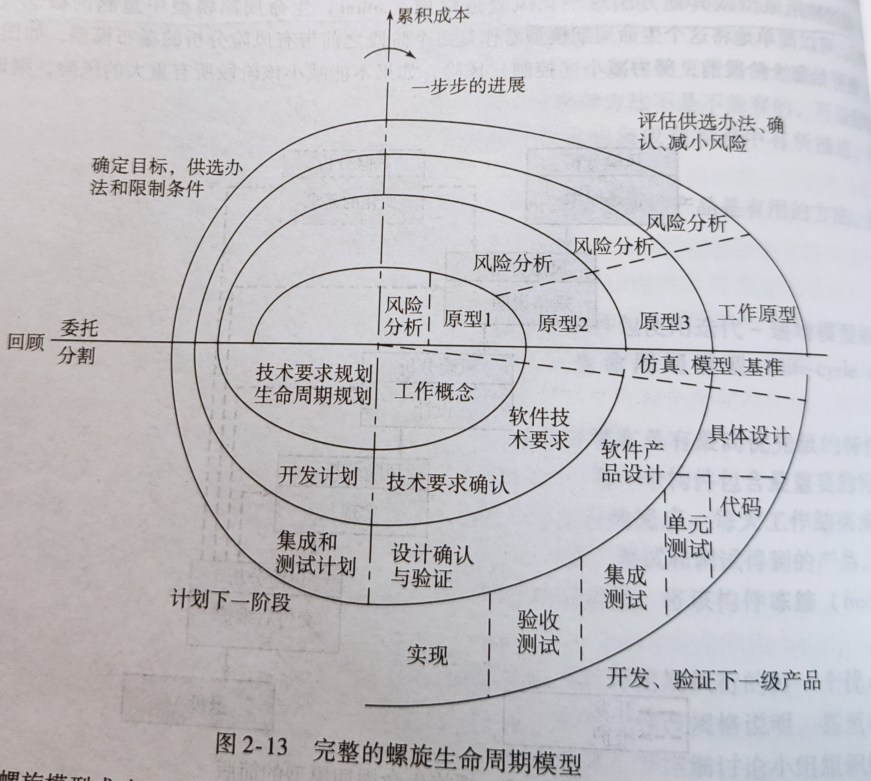 累积成本
一步步的进展
评估供选办法、确
认、减小风险
确定目标，供选办
法和限制条件
风险分析
风险分析
风险分析
风险
分析
原型1
原型2
原型3
工作原型
回顾
委托
分割
仿真、模型、基准
技术要求规划
生命周期规划
工作概念
软件技
术要求
软件产
品设计
具体设计
开发计划
技术要求确认
代码
单元
测试
集成和
测试计划
设计确认
与验证
集成
测试
计划下一阶段
验收
测试
实现
开发、验证下一级产品
图 2-13 完整的螺旋生命周期模型